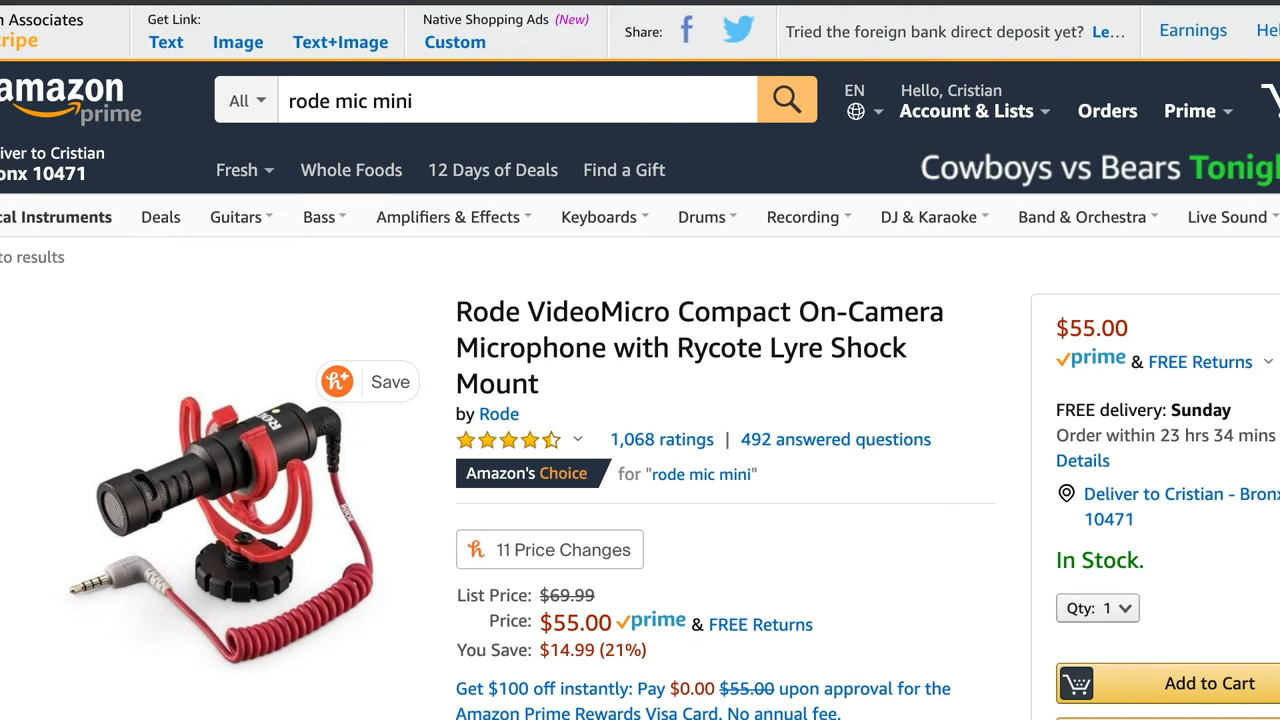 n Associates
Get Link:
Native Shopping Ads (New)
Share:
Tried the foreign bank direct deposit yet? Le...
Earnings
Hel
ripe
Text
Image
Text+Image
Custom
amazon
prime
All
rode mic mini
EN
Hello, Cristian
Account & Lists
Orders
Prime
iver to Cristian
onx 10471
Fresh
Whole Foods
12 Days of Deals
Find a Gift
Cowboys vs Bears Tonigh
cal Instruments
Deals
Guitars
Bass
Amplifiers & Effects
Keyboards
Drums
Recording
DJ & Karaoke
Band & Orchestra
Live Sound
to results
Rode VideoMicro Compact On-Camera
Microphone with Rycote Lyre Shock
Mount
by Rode
1,068 ratings | 492 answered questions
Amazon's Choice for "rode mic mini"
Save
RODE
RODE
11 Price Changes
List Price: $69.99
Price: $55.00 prime & FREE Returns
You Save: $14.99 (21%)
Get $100 off instantly: Pay $0.00 $55.00 upon approval for the
Amazon Prime Rewards Visa Card. No annual fee.
$55.00
prime & FREE Returns
FREE delivery: Sunday
Order within 23 hrs 34 mins
Details
Deliver to Cristian - Bronx
10471
In Stock.
Qty: 1
Add to Cart